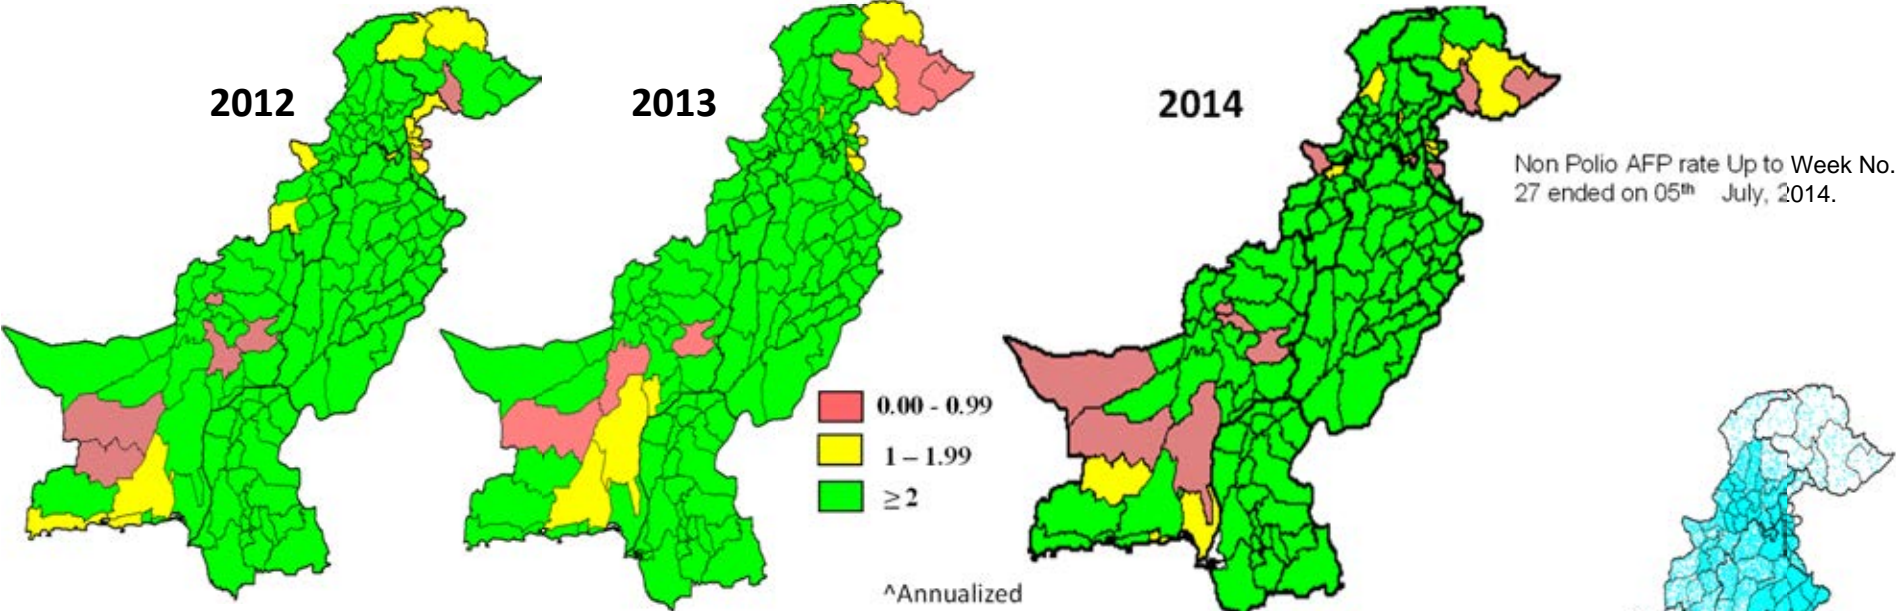 2012
2013
2014
Non Polio AFP rate Up to Week No.
27 ended on 05th July, 2014.
0.00 - 0.99
1 – 1.99
≥ 2
^Annualized